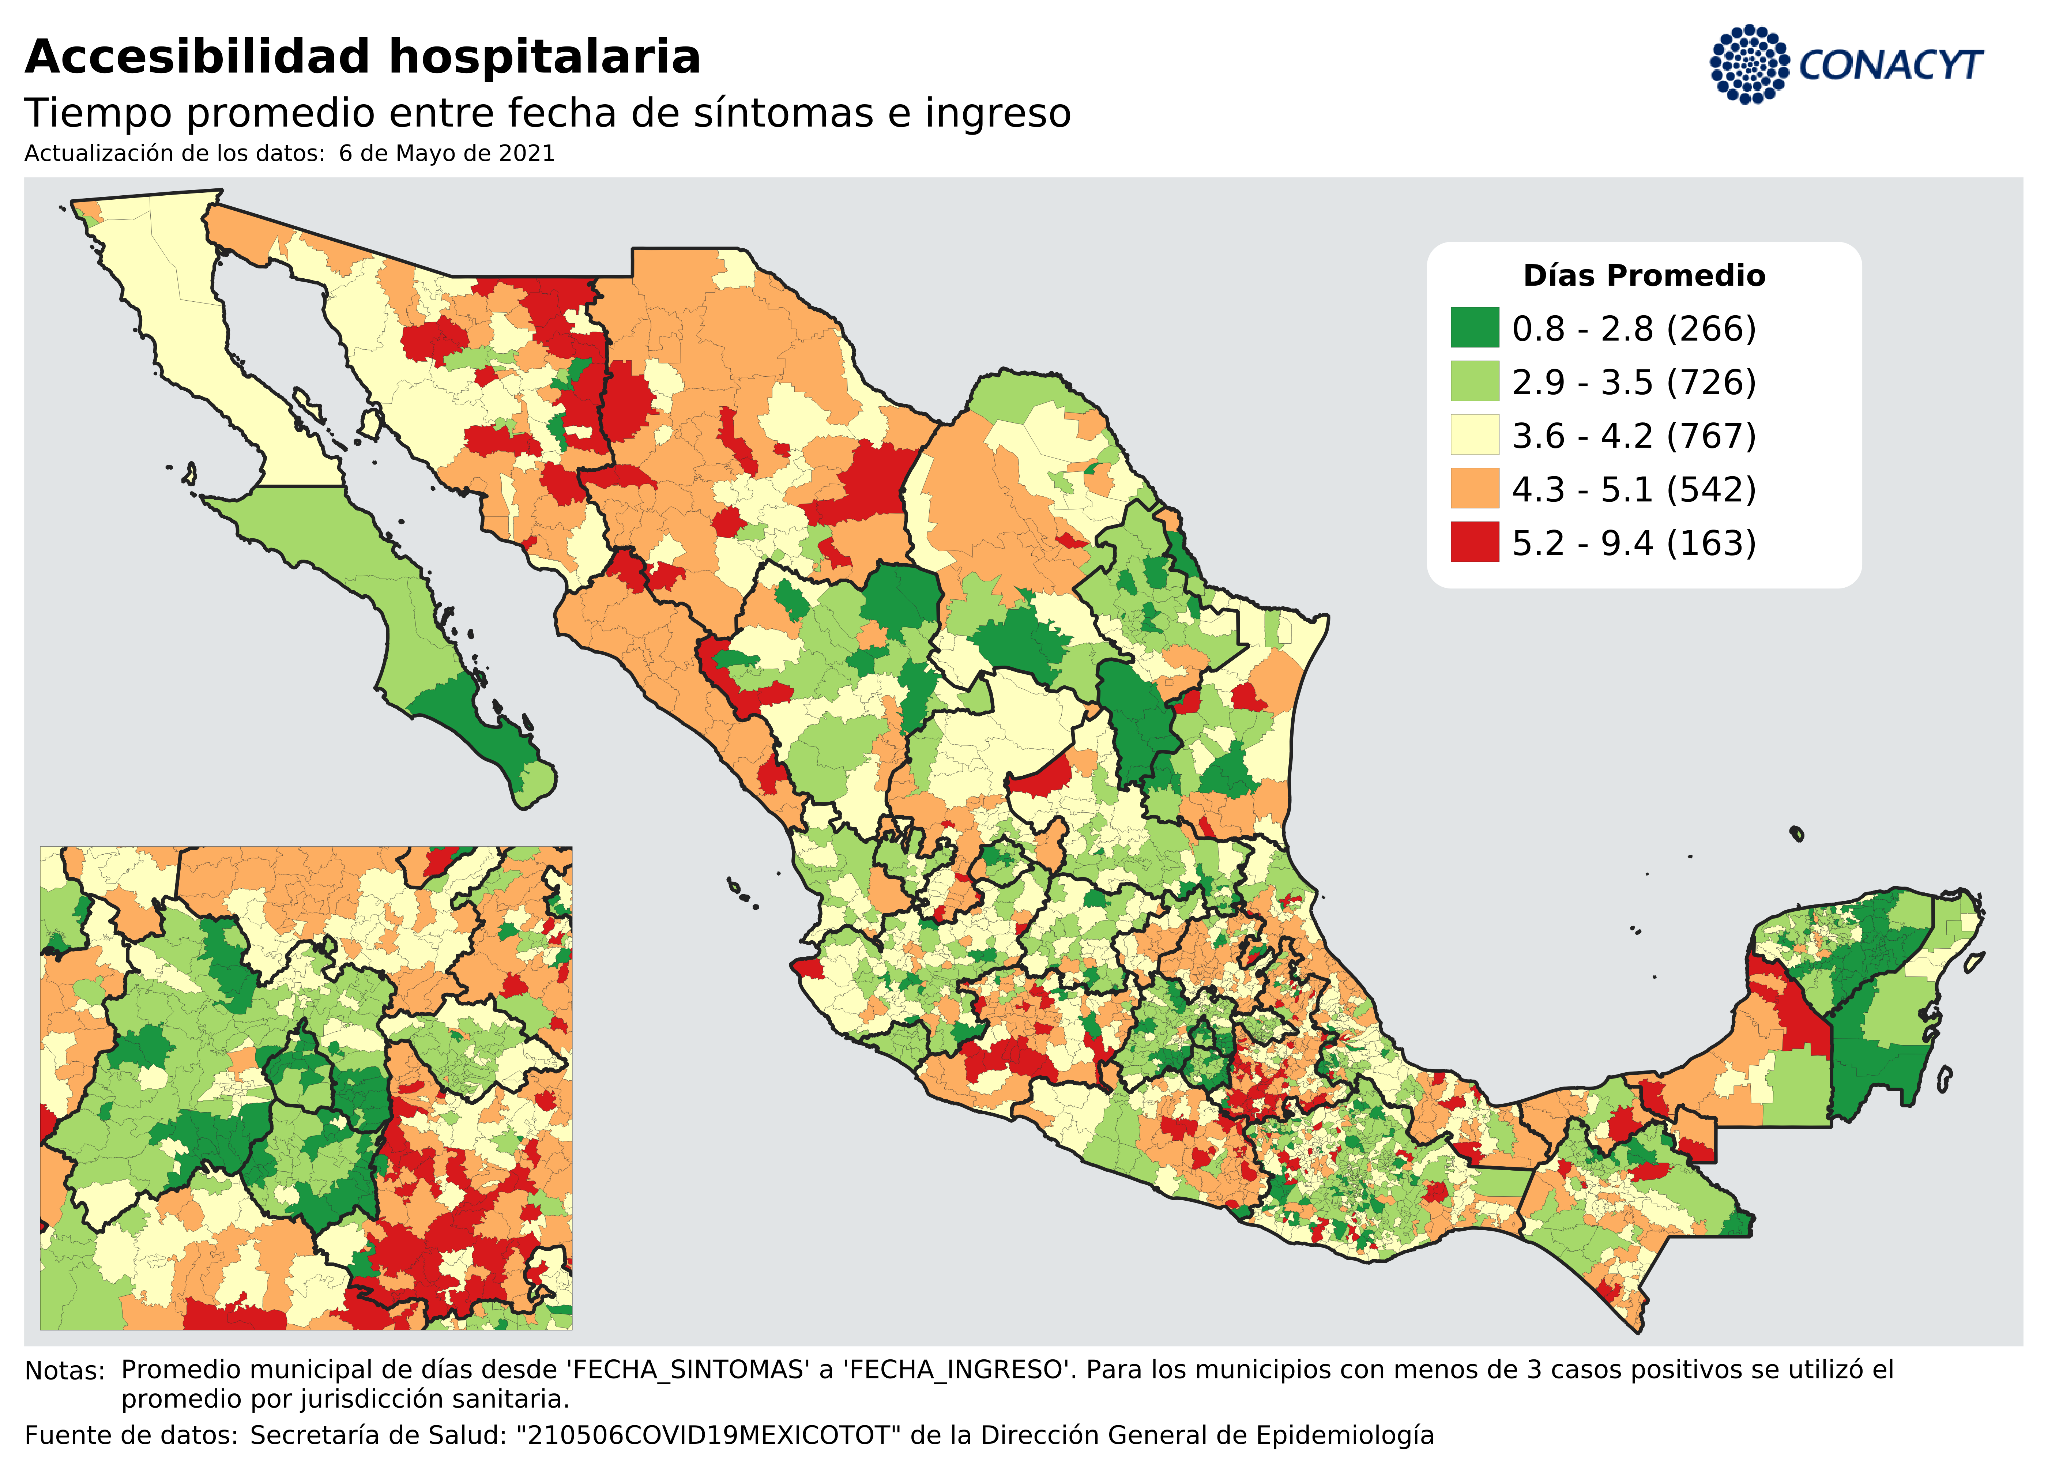 Accesibilidad hospitalaria
Tiempo promedio entre fecha de síntomas e ingreso
Actualización de los datos: 6 de Mayo de 2021
CONACYT
Días Promedio
0.8 - 2.8 (266)
2.9 - 3.5 (726)
3.6 - 4.2 (767)
4.3 - 5.1 (542)
5.2 - 9.4 (163)
Notas: Promedio municipal de días desde 'FECHA_SINTOMAS' a 'FECHA_INGRESO'. Para los municipios con menos de 3 casos positivos se utilizó el
promedio por jurisdicción sanitaria.
Fuente de datos: Secretaría de Salud: "210506COVID19MEXICOTOT" de la Dirección General de Epidemiología